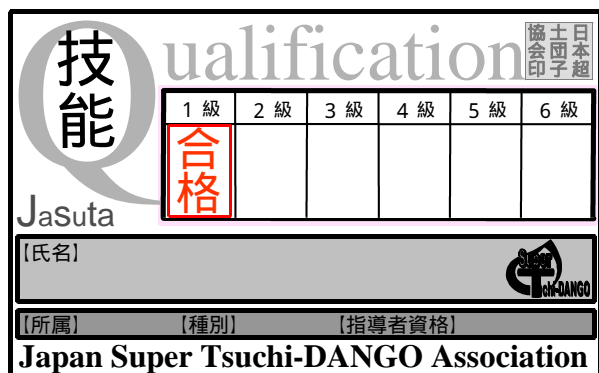 技能
Qualification
日本超
土団子
協会印
1 級 2 級 3 級 4 級 5 級 6 級
合格
JaSuta
【氏名】
Super
Tsuchi-DANGO
【所属】 【種別】 【指導者資格】
Japan Super Tsuchi-DANGO Association